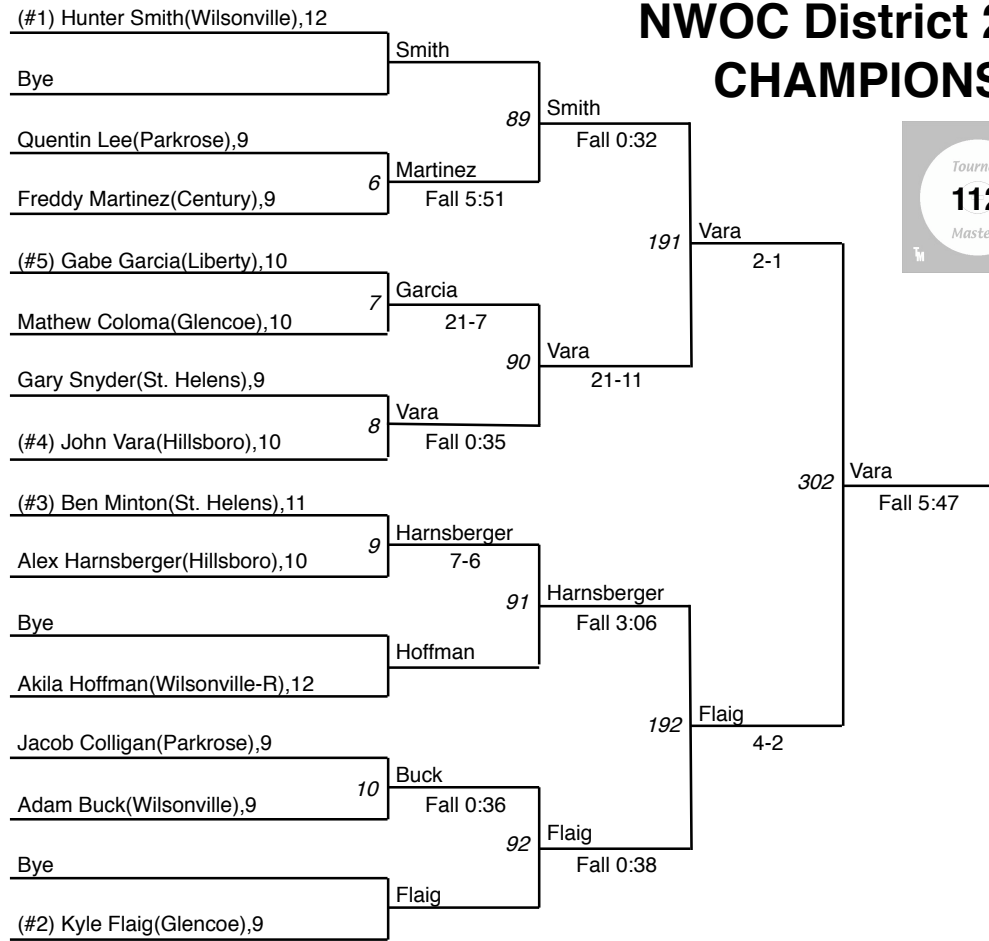 NWOC District 2
CHAMPIONS
(#1) Hunter Smith(Wilsonville),12
Smith
Bye
89
Smith
Fall 0:32
Quentin Lee(Parkrose),9
6
Martinez
Fall 5:51
Freddy Martinez(Century),9
191
Vara
2-1
(#5) Gabe Garcia(Liberty),10
7
Garcia
21-7
Mathew Coloma(Glencoe),10
90
Vara
21-11
Gary Snyder(St. Helens),9
8
Vara
Fall 0:35
(#4) John Vara(Hillsboro),10
302
Vara
Fall 5:47
(#3) Ben Minton(St. Helens),11
9
Harnsberger
7-6
Alex Harnsberger(Hillsboro),10
91
Harnsberger
Fall 3:06
Bye
Hoffman
Akila Hoffman(Wilsonville-R),12
192
Flaig
4-2
Jacob Colligan(Parkrose),9
10
Buck
Fall 0:36
Adam Buck(Wilsonville),9
92
Flaig
Fall 0:38
Bye
Flaig
(#2) Kyle Flaig(Glencoe),9
Tourn
112
Maste
TM